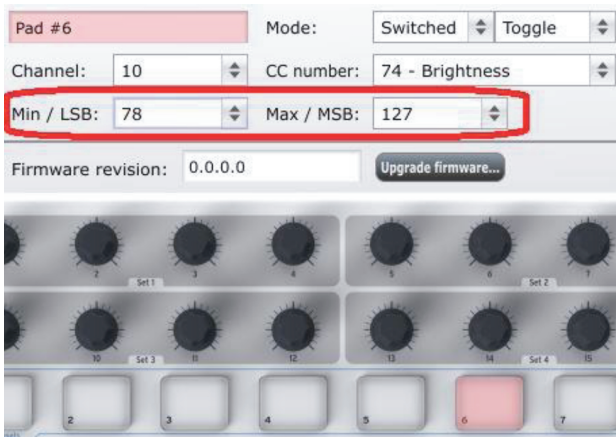 Pad #6 Mode: Switched Toggle
Channel: 10 CC number: 74 - Brightness
Min / LSB: 78 Max / MSB: 127
Firmware revision: 0.0.0.0 Upgrade firmware...
2 3 4 5 6 7
Set 1 Set 2
10 11 12 13 14 15
Set 3 Set 4
2 3 4 5 6 7